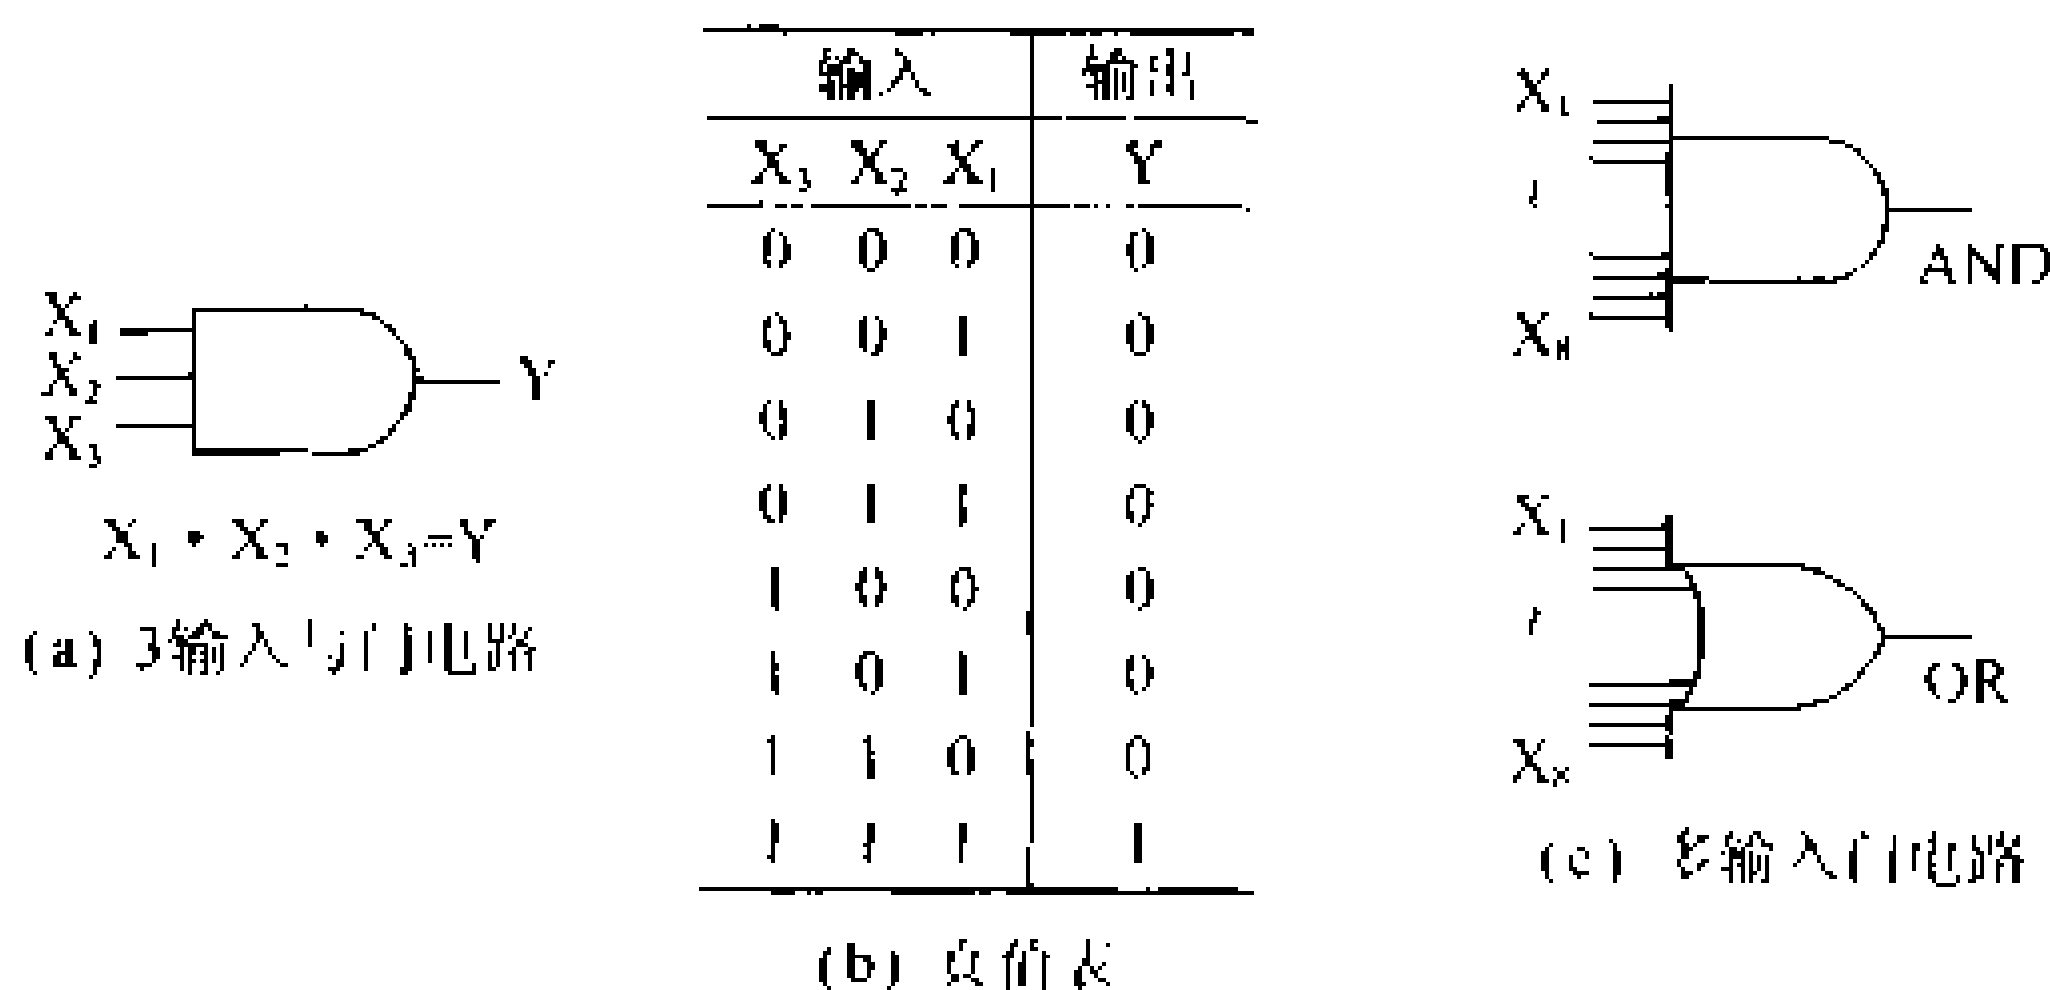 X₁
X₂
X₃
Y
X₁ · X₂ · X₃=Y
(a) 3输入与门电路
输入 输出
X₃ X₂ X₁ Y
0 0 0 0
0 0 1 0
0 1 0 0
0 1 1 0
1 0 0 0
1 0 1 0
1 1 0 0
1 1 1 1
(b) 真值表
X₁
AND
X₁
OR
(c) 多输入门电路